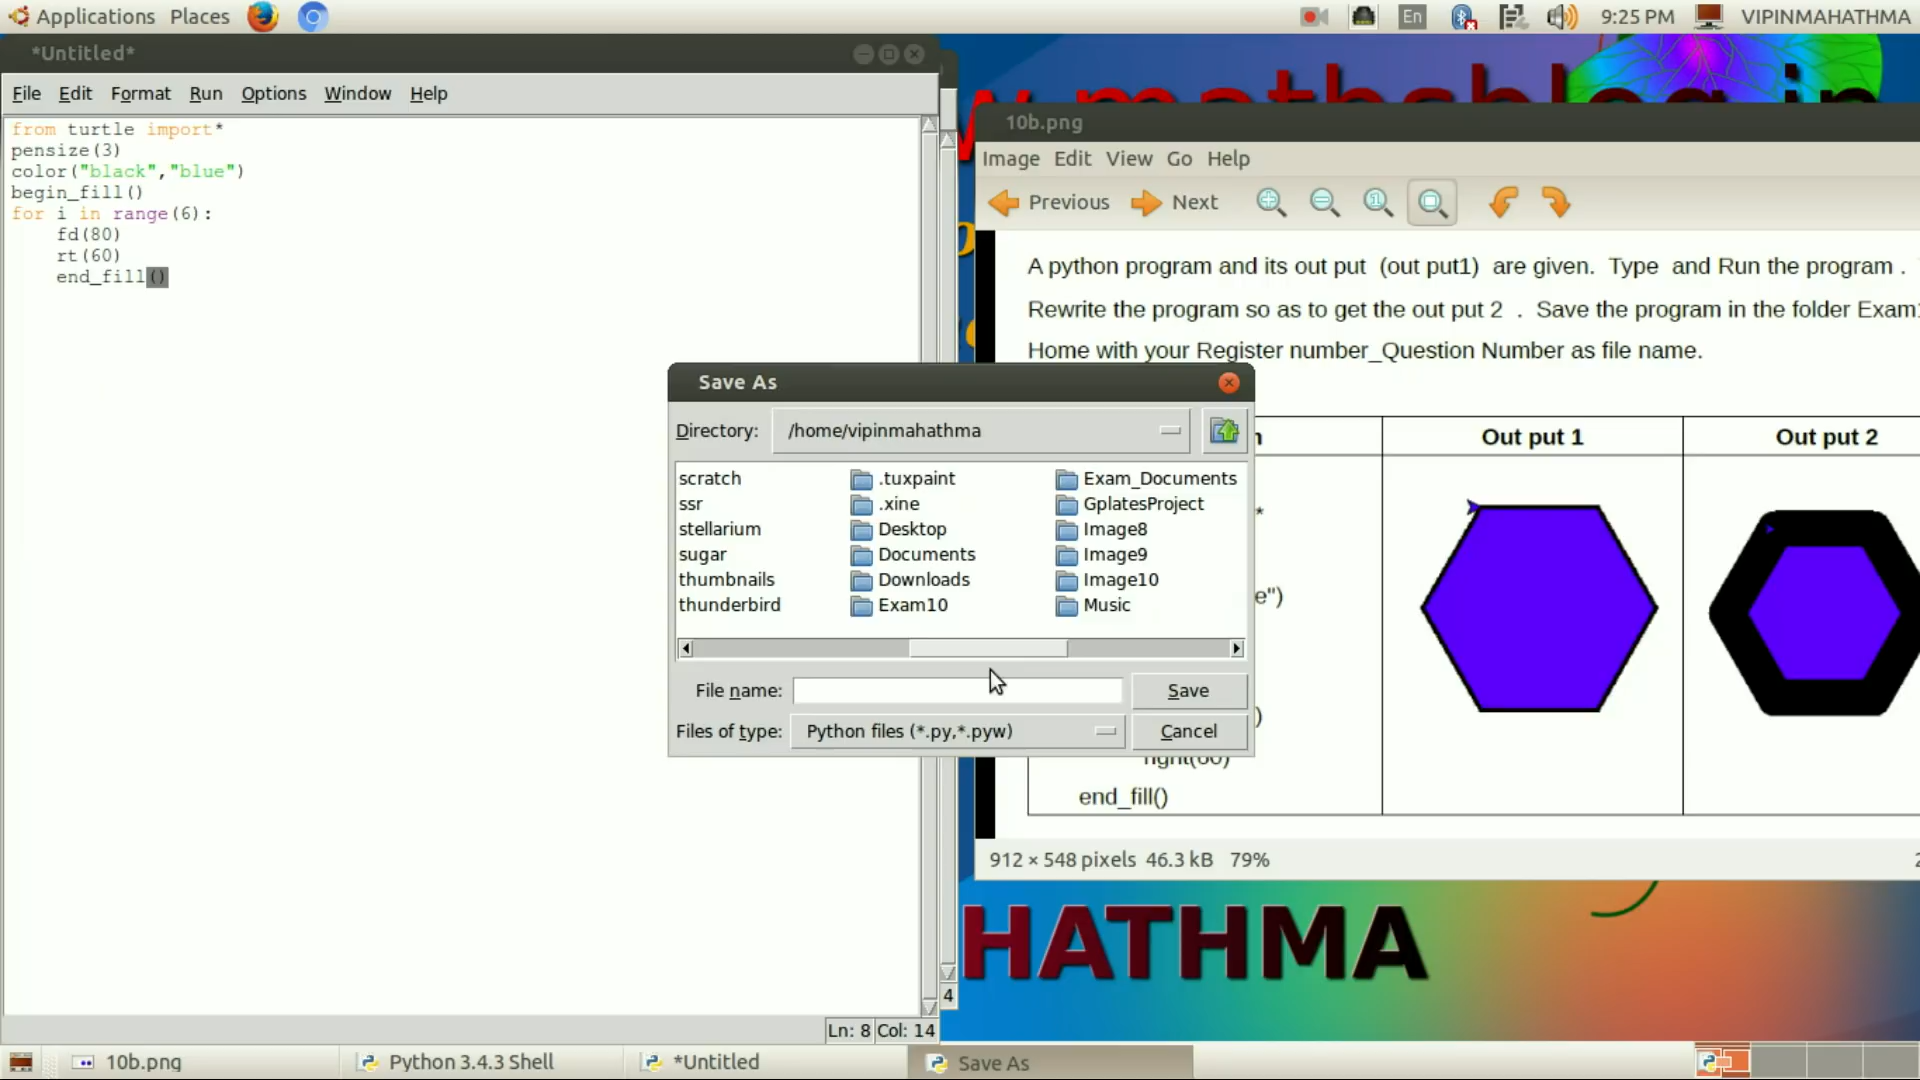 Applications Places En 9:25 PM VIPINMAHATHMA
*Untitled*
File Edit Format Run Options Window Help
from turtle import*
pensize(3)
color("black","blue")
begin_fill()
for i in range(6):
    fd(80)
    rt(60)
    end_fill()
Ln: 8 Col: 14
4
10b.png
Image Edit View Go Help
Previous Next
A python program and its out put (out put1) are given. Type and Run the program .
Rewrite the program so as to get the out put 2 . Save the program in the folder Exam
Home with your Register number_Question Number as file name.
Out put 1 Out put 2
*
e")
)
end_fill()
912 × 548 pixels 46.3 kB 79%
Save As
Directory: /home/vipinmahathma
scratch .tuxpaint Exam_Documents
ssr .xine GplatesProject
stellarium Desktop Image8
sugar Documents Image9
thumbnails Downloads Image10
thunderbird Exam10 Music
File name: Save
Files of type: Python files (*.py,*.pyw) Cancel
HATHMA
10b.png Python 3.4.3 Shell *Untitled Save As